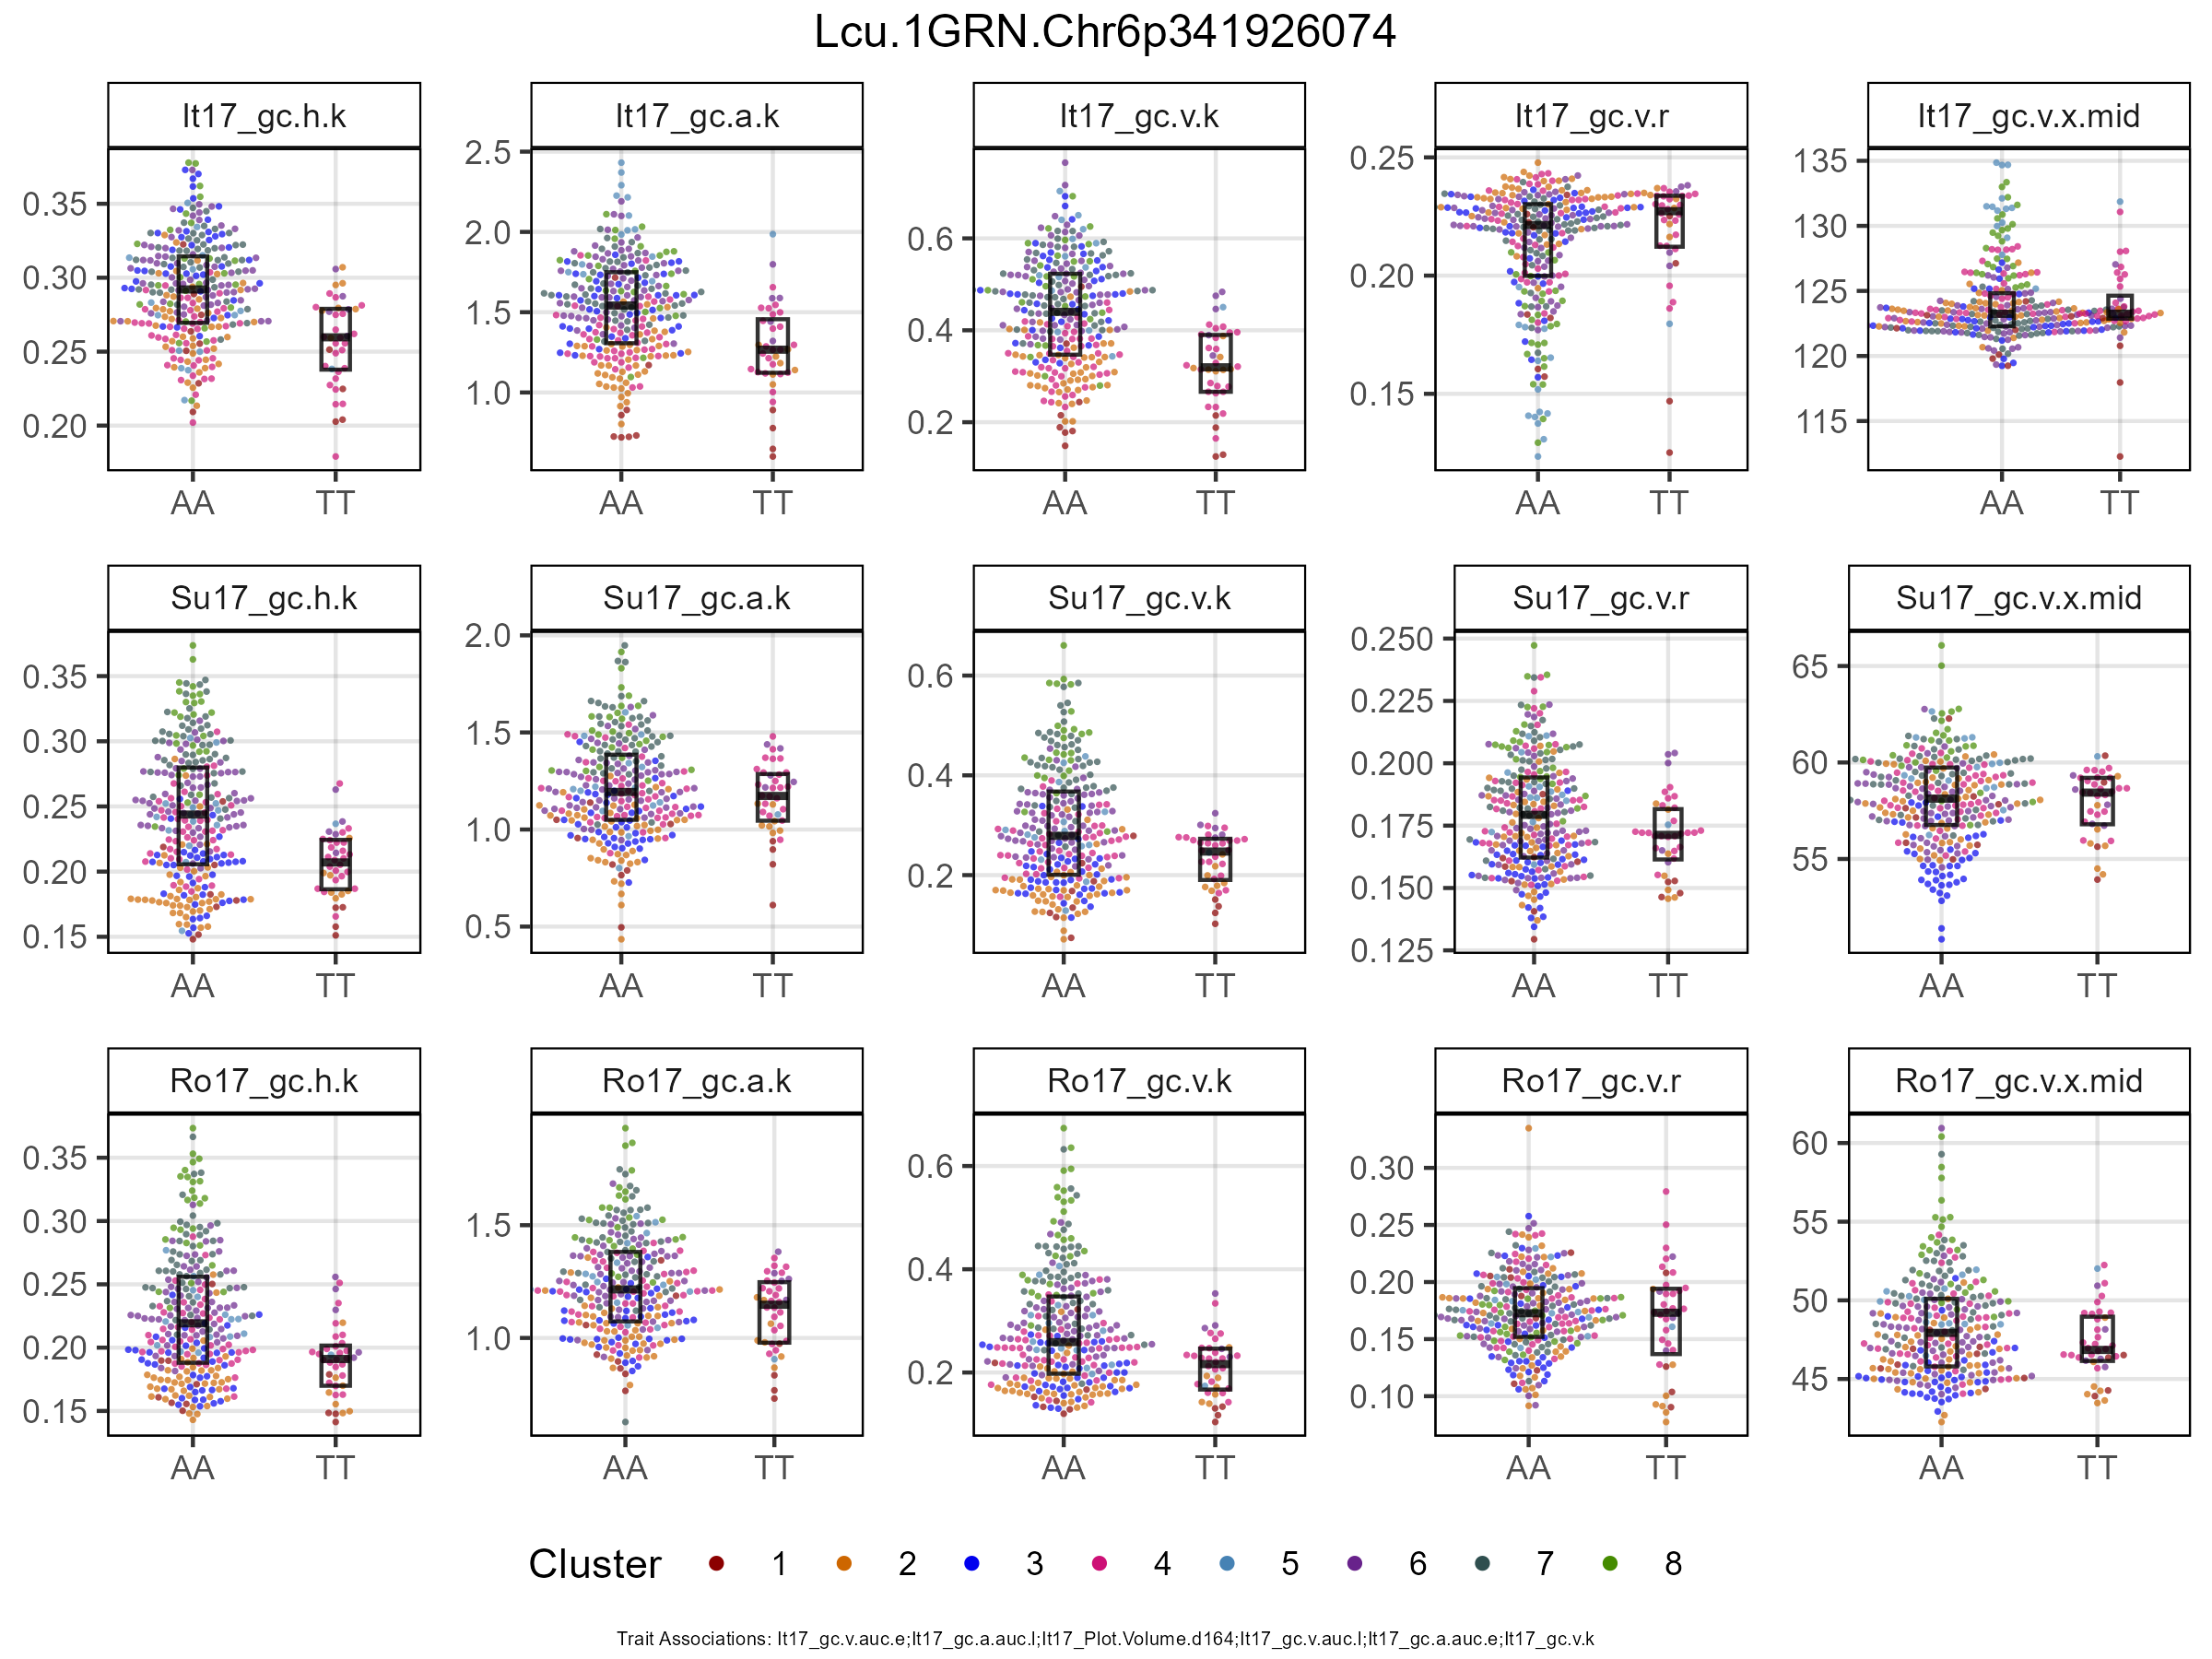 Lcu.1GRN.Chr6p341926074
It17_gc.h.k It17_gc.a.k It17_gc.v.k It17_gc.v.r It17_gc.v.x.mid
0.35 0.30 0.25 0.20
2.5 2.0 1.5 1.0
0.6 0.4 0.2
0.25 0.20 0.15
135 130 125 120 115
AA TT AA TT AA TT AA TT AA TT
Su17_gc.h.k Su17_gc.a.k Su17_gc.v.k Su17_gc.v.r Su17_gc.v.x.mid
0.35 0.30 0.25 0.20 0.15
2.0 1.5 1.0 0.5
0.6 0.4 0.2
0.250 0.225 0.200 0.175 0.150 0.125
65 60 55
AA TT AA TT AA TT AA TT AA TT
Ro17_gc.h.k Ro17_gc.a.k Ro17_gc.v.k Ro17_gc.v.r Ro17_gc.v.x.mid
0.35 0.30 0.25 0.20 0.15
1.5 1.0
0.6 0.4 0.2
0.30 0.25 0.20 0.15 0.10
60 55 50 45
AA TT AA TT AA TT AA TT AA TT
Cluster 1 2 3 4 5 6 7 8
Trait Associations: It17_gc.v.auc.e;It17_gc.a.auc.l;It17_Plot.Volume.d164;It17_gc.v.auc.l;It17_gc.a.auc.e;It17_gc.v.k